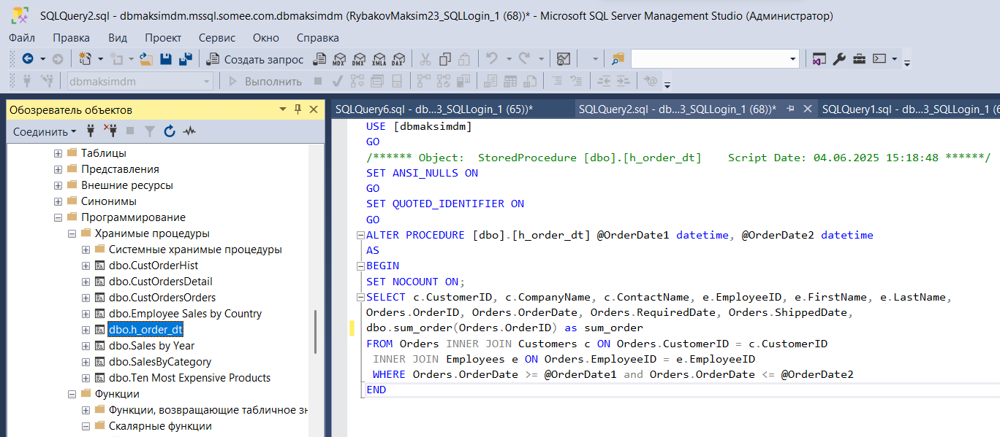 SQLQuery2.sql - dbmaksimdm.mssql.somee.com.dbmaksimdm (RybakovMaksim23_SQLLogin_1 (68))* - Microsoft SQL Server Management Studio (Администратор)
Файл Правка Вид Проект Сервис Окно Справка
Создать запрос MDX DMX XMLA DAX
dbmaksimdm Выполнить
Обозреватель объектов
Соединить
Таблицы
Представления
Внешние ресурсы
Синонимы
Программирование
Хранимые процедуры
Системные хранимые процедуры
dbo.CustOrderHist
dbo.CustOrdersDetail
dbo.CustOrdersOrders
dbo.Employee Sales by Country
dbo.h_order_dt
dbo.Sales by Year
dbo.SalesByCategory
dbo.Ten Most Expensive Products
Функции
Функции, возвращающие табличное зн
Скалярные функции
SQLQuery6.sql - db...3_SQLLogin_1 (65))* SQLQuery2.sql - db...3_SQLLogin_1 (68))* SQLQuery1.sql - db...3_SQLLogin_1 (6
USE [dbmaksimdm]
GO
/****** Object:  StoredProcedure [dbo].[h_order_dt]    Script Date: 04.06.2025 15:18:48 ******/
SET ANSI_NULLS ON
GO
SET QUOTED_IDENTIFIER ON
GO
ALTER PROCEDURE [dbo].[h_order_dt] @OrderDate1 datetime, @OrderDate2 datetime
AS
BEGIN
SET NOCOUNT ON;
SELECT c.CustomerID, c.CompanyName, c.ContactName, e.EmployeeID, e.FirstName, e.LastName,
Orders.OrderID, Orders.OrderDate, Orders.RequiredDate, Orders.ShippedDate,
dbo.sum_order(Orders.OrderID) as sum_order
FROM Orders INNER JOIN Customers c ON Orders.CustomerID = c.CustomerID
INNER JOIN Employees e ON Orders.EmployeeID = e.EmployeeID
WHERE Orders.OrderDate >= @OrderDate1 and Orders.OrderDate <= @OrderDate2
END